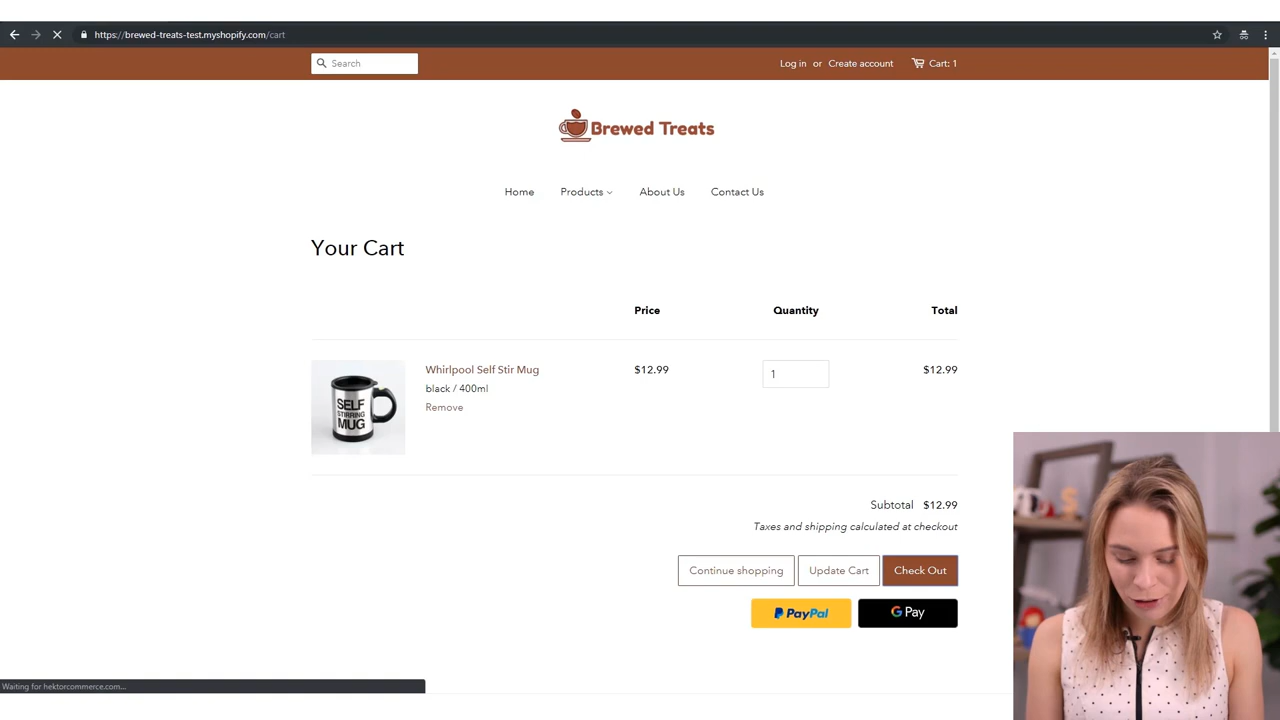 https://brewed-treats-test.myshopify.com/cart
Search
Log in or Create account Cart: 1
Brewed Treats
Home Products About Us Contact Us
Your Cart
Price Quantity Total
Whirlpool Self Stir Mug $12.99 1 $12.99
black / 400ml
Remove
SELF
STIRRING
MUG
Subtotal $12.99
Taxes and shipping calculated at checkout
Continue shopping Update Cart Check Out
PayPal G Pay
Waiting for hektorcommerce.com...